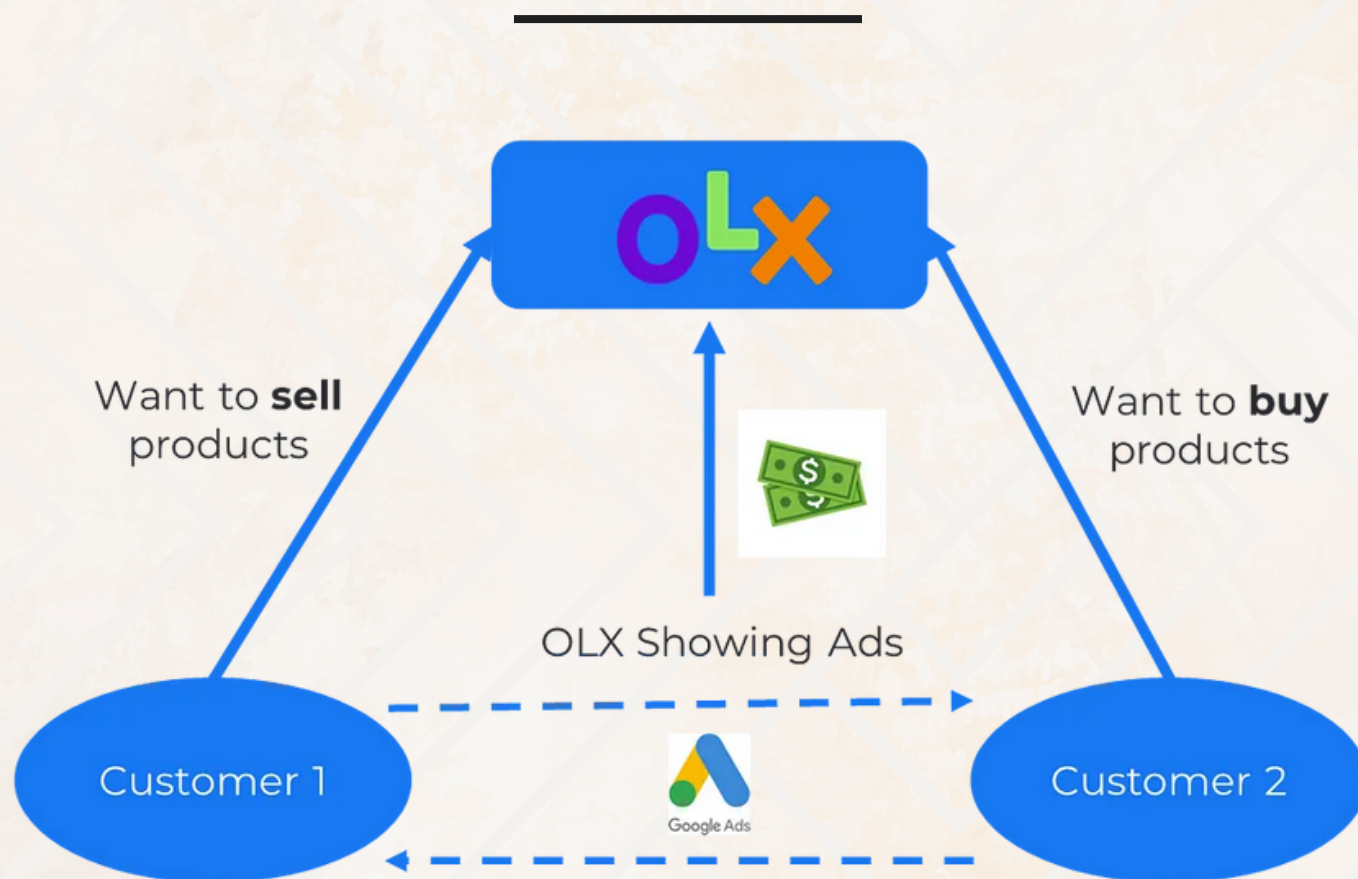 OLX
Want to sell
products
Want to buy
products
$
$
OLX Showing Ads
Customer 1
Customer 2
Google Ads